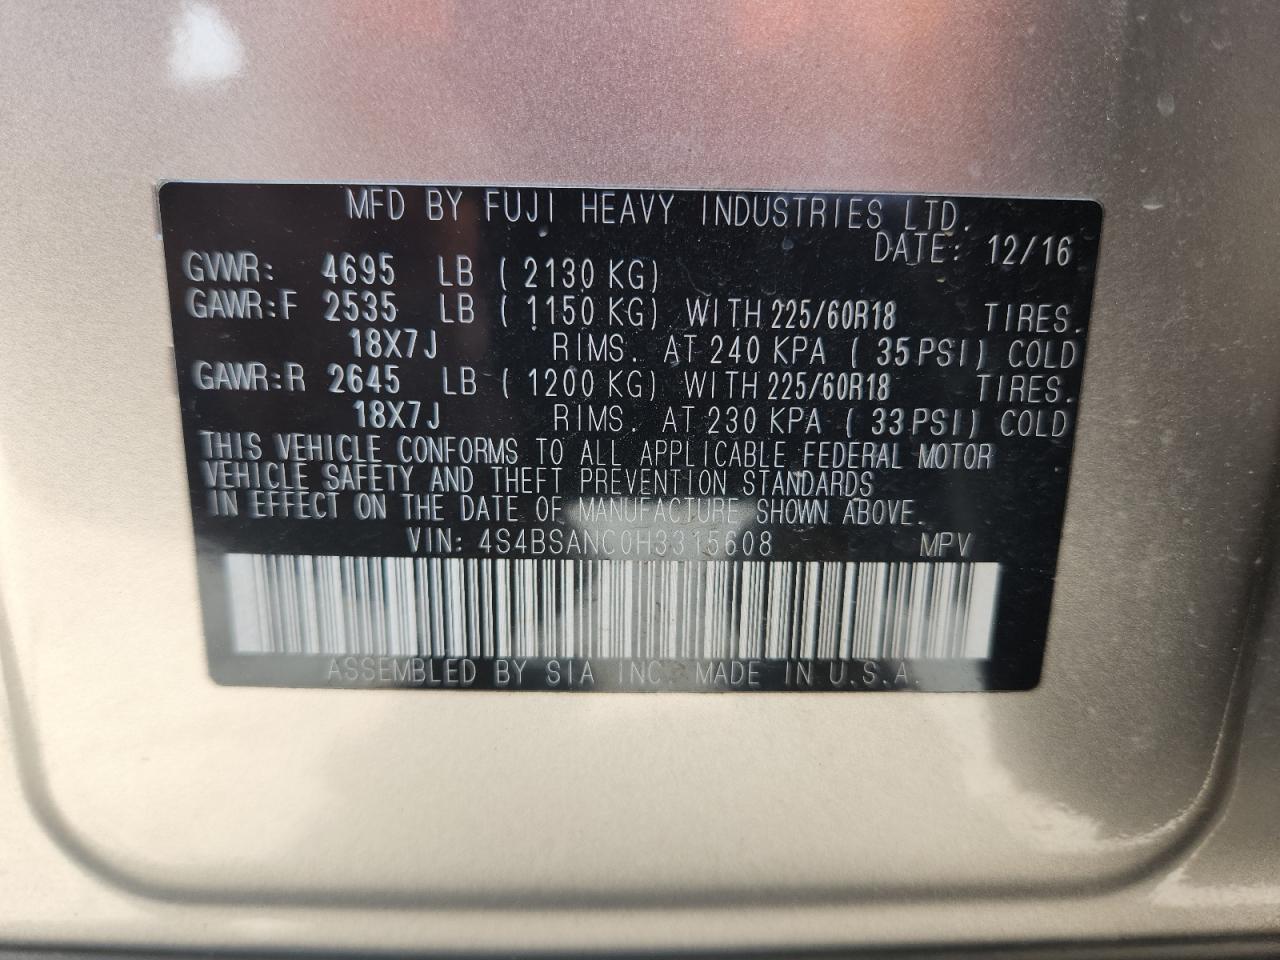 MFD BY FUJI HEAVY INDUSTRIES LTD.
DATE: 12/16
GVWR: 4695 LB ( 2130 KG)
GAWR:F 2535 LB ( 1150 KG) WITH 225/60R18 TIRES.
18X7J RIMS. AT 240 KPA ( 35 PSI) COLD
GAWR:R 2645 LB ( 1200 KG) WITH 225/60R18 TIRES.
18X7J RIMS. AT 230 KPA ( 33 PSI) COLD
THIS VEHICLE CONFORMS TO ALL APPLICABLE FEDERAL MOTOR
VEHICLE SAFETY AND THEFT PREVENTION STANDARDS
IN EFFECT ON THE DATE OF MANUFACTURE SHOWN ABOVE.
VIN: 4S4BSANC0H3315608 MPV
ASSEMBLED BY SIA INC. MADE IN U.S.A.